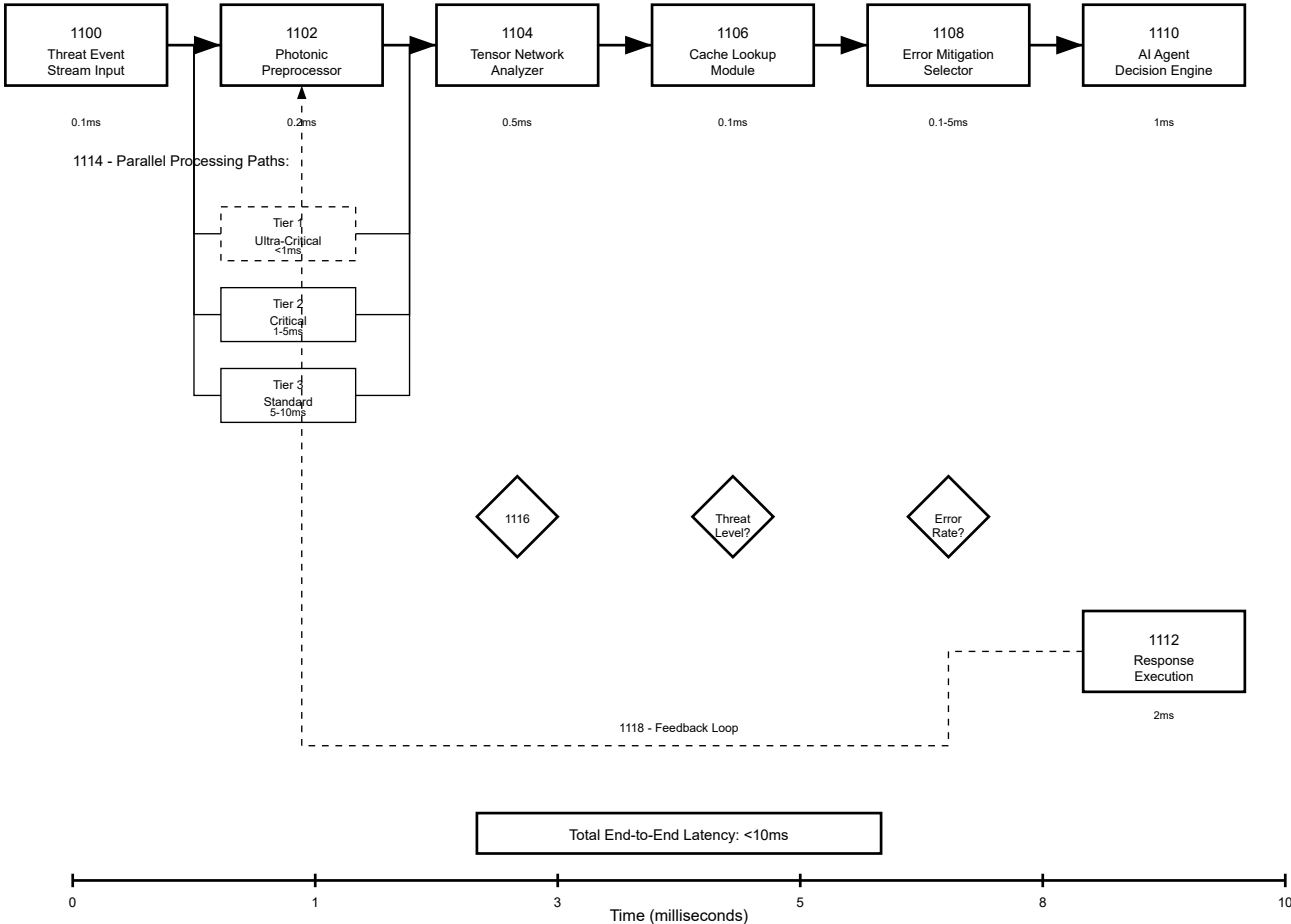 1100
Threat Event
Stream Input
1102
Photonic
Preprocessor
1104
Tensor Network
Analyzer
1106
Cache Lookup
Module
1108
Error Mitigation
Selector
1110
AI Agent
Decision Engine
0.1ms
0.2ms
0.5ms
0.1ms
0.1-5ms
1ms
1114 - Parallel Processing Paths:
Tier 1
Ultra-Critical
<1ms
Tier 2
Critical
1-5ms
Tier 3
Standard
5-10ms
1116
Threat
Level?
Error
Rate?
1112
Response
Execution
2ms
1118 - Feedback Loop
Total End-to-End Latency: <10ms
0
1
3
5
8
10
Time (milliseconds)